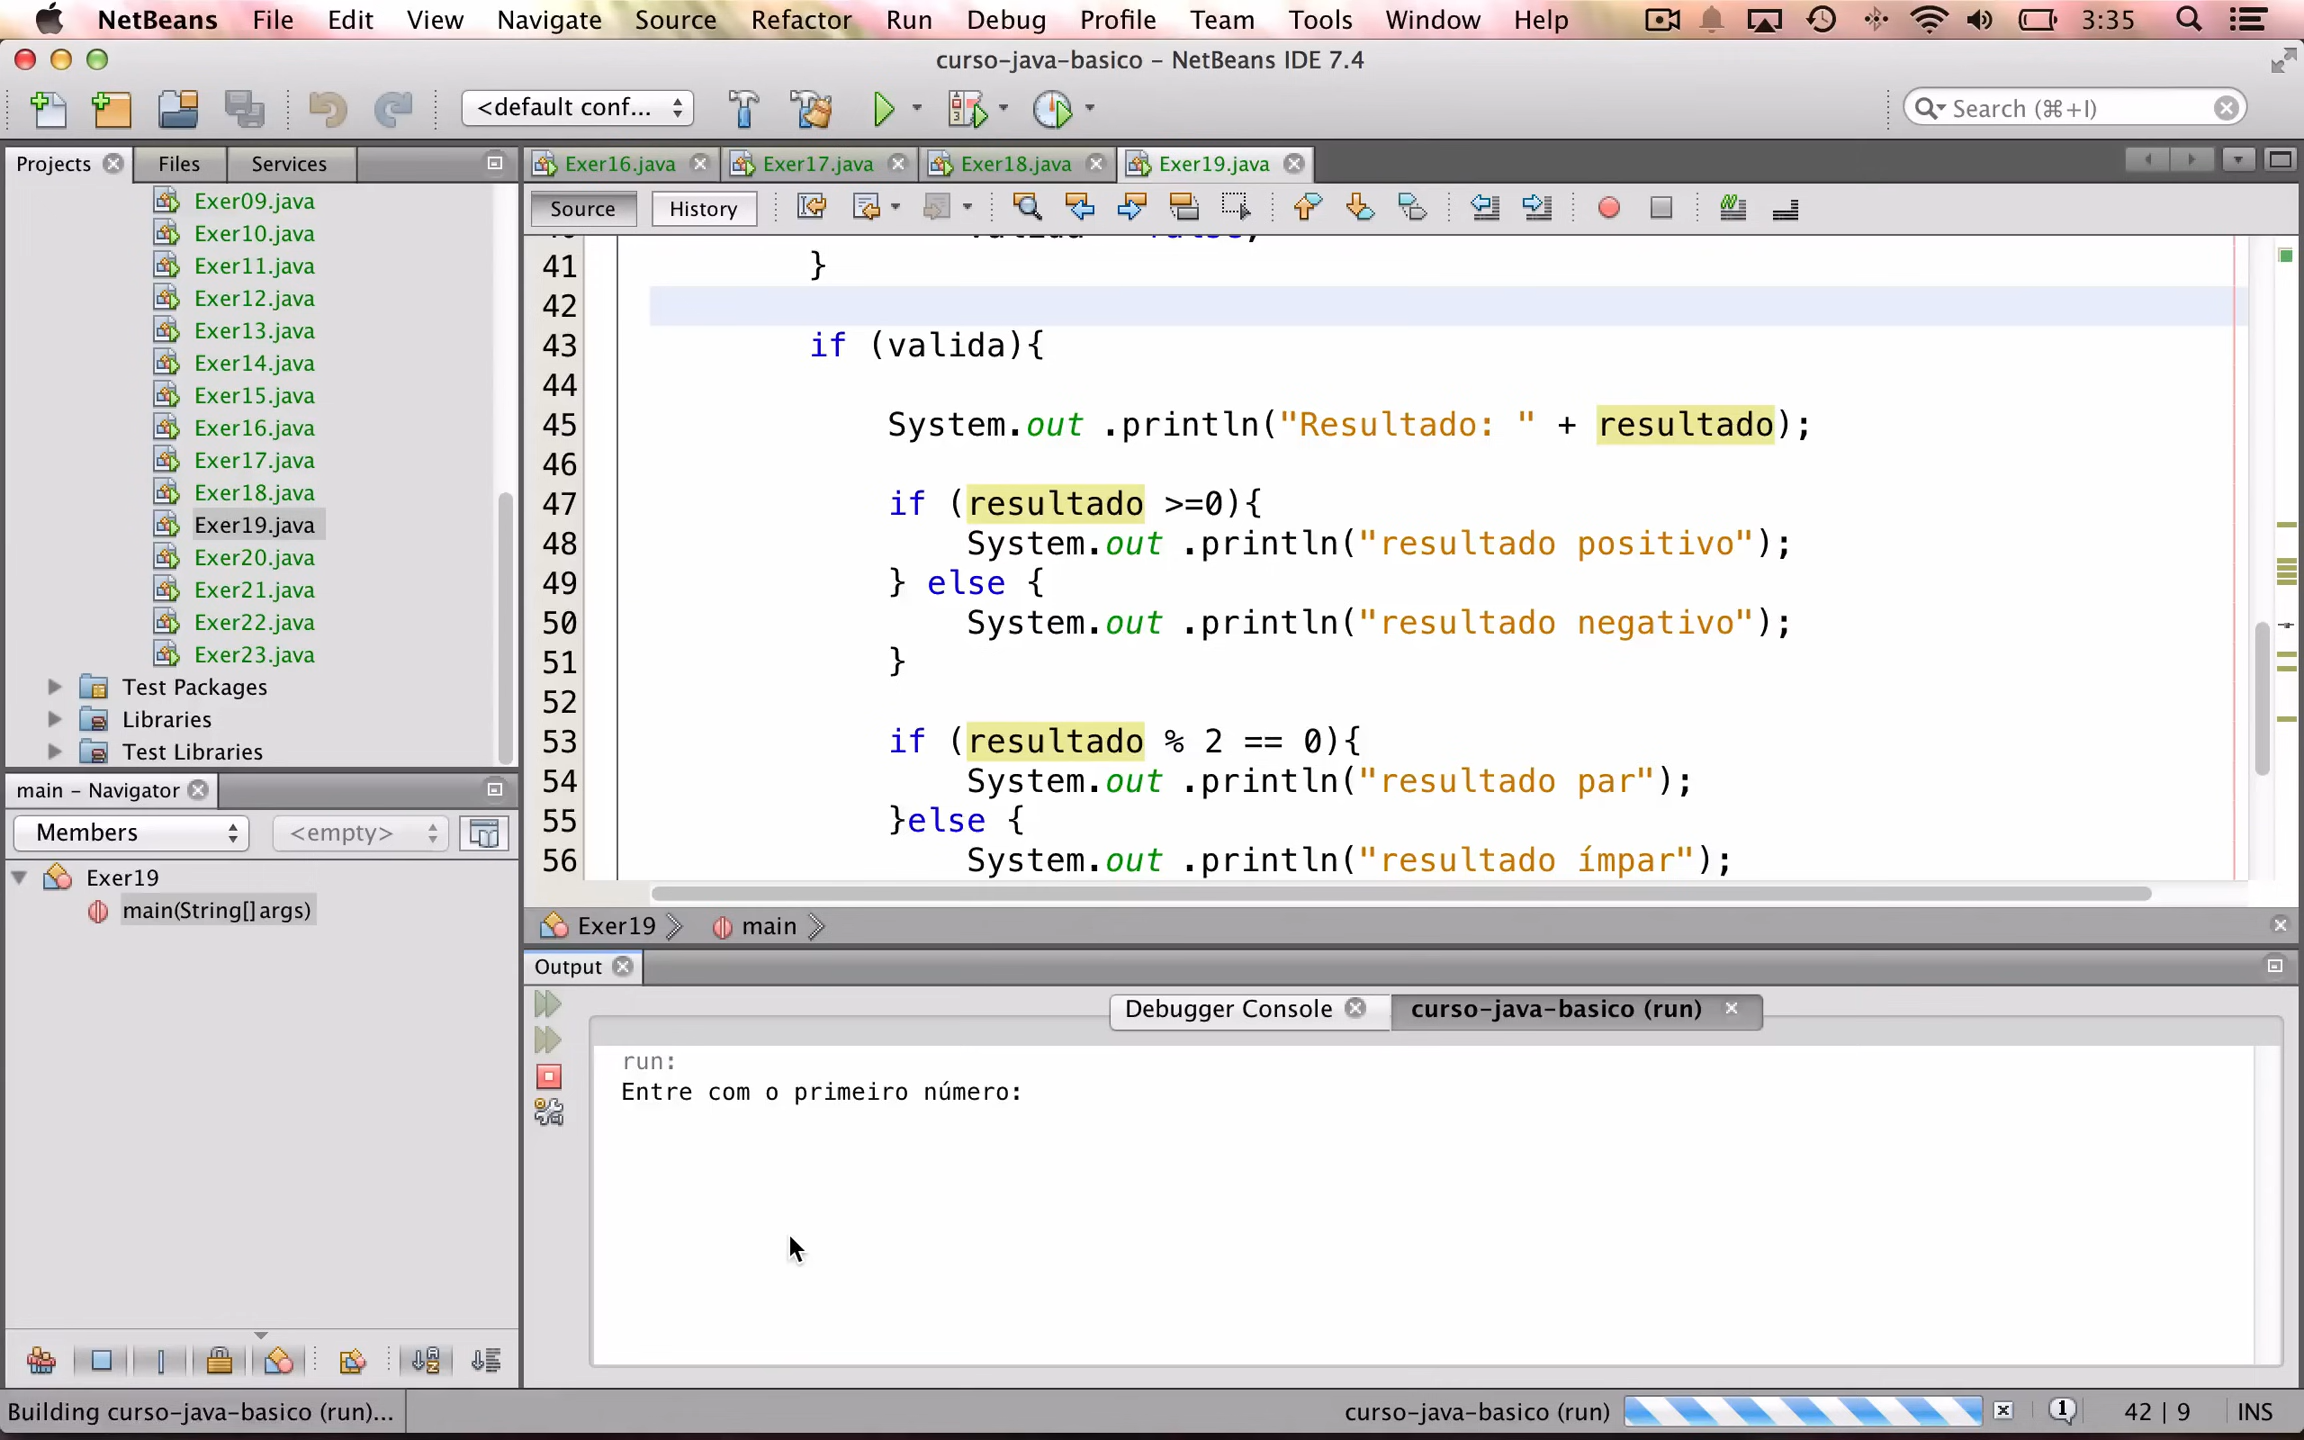 NetBeans File Edit View Navigate Source Refactor Run Debug Profile Team Tools Window Help 3:35
curso-java-basico – NetBeans IDE 7.4
<default conf... Search (⌘+I)
Projects Files Services
Exer16.java Exer17.java Exer18.java Exer19.java
Source History
Exer09.java
Exer10.java
Exer11.java
Exer12.java
Exer13.java
Exer14.java
Exer15.java
Exer16.java
Exer17.java
Exer18.java
Exer19.java
Exer20.java
Exer21.java
Exer22.java
Exer23.java
Test Packages
Libraries
Test Libraries
41 }
42
43 if (valida){
44
45 System.out .println("Resultado: " + resultado);
46
47 if (resultado >=0){
48 System.out .println("resultado positivo");
49 } else {
50 System.out .println("resultado negativo");
51 }
52
53 if (resultado % 2 == 0){
54 System.out .println("resultado par");
55 }else {
56 System.out .println("resultado ímpar");
main – Navigator
Members <empty>
Exer19
main(String[] args)
Exer19 main
Output
Debugger Console curso-java-basico (run)
run:
Entre com o primeiro número:
Building curso-java-basico (run)... curso-java-basico (run) 1 42 | 9 INS